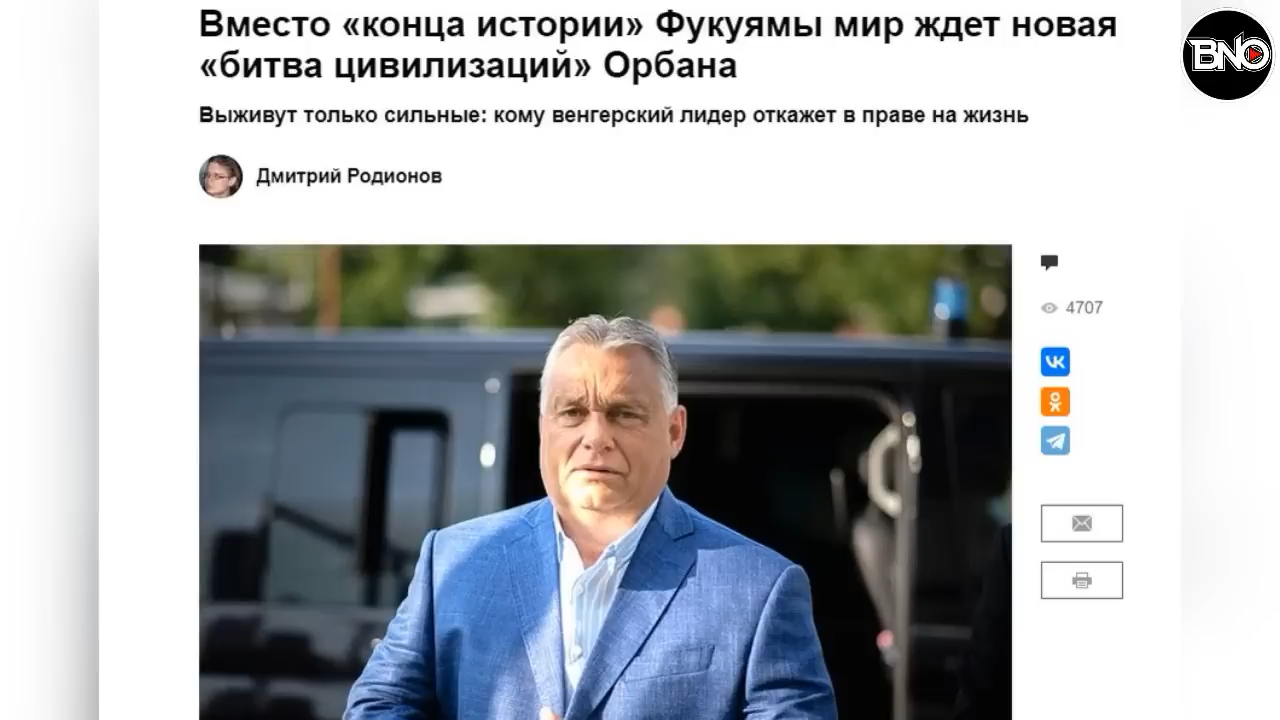 Вместо «конца истории» Фукуямы мир ждет новая
«битва цивилизаций» Орбана
Выживут только сильные: кому венгерский лидер откажет в праве на жизнь
Дмитрий Родионов
4707
BNO